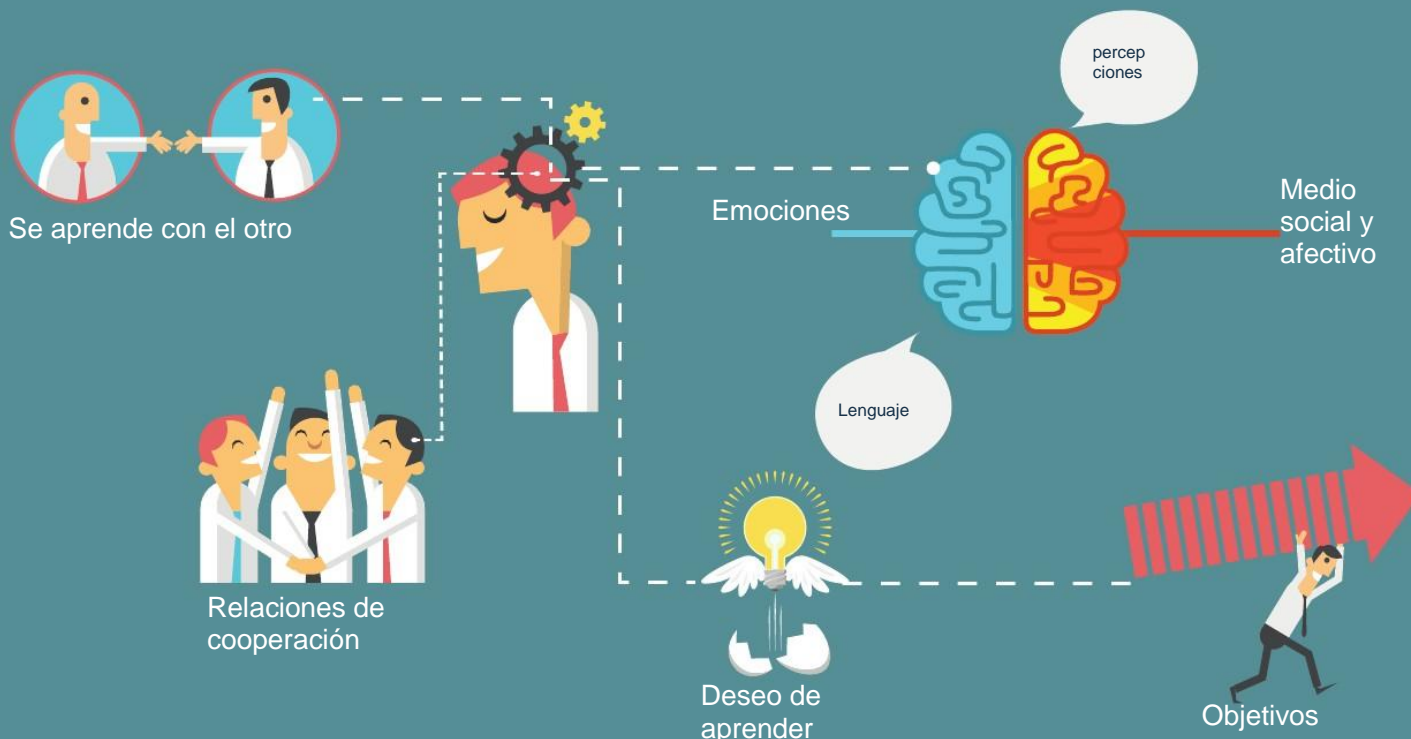 percep
ciones
Se aprende con el otro
Emociones
Medio
social y
afectivo
Lenguaje
Relaciones de
cooperación
Deseo de
aprender
Objetivos